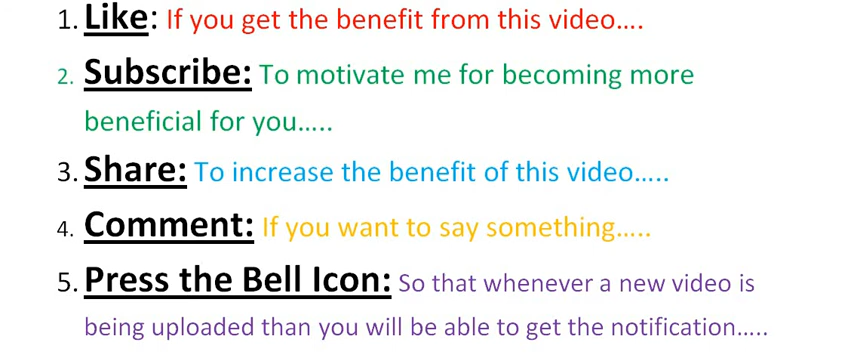 1. Like: If you get the benefit from this video....
2. Subscribe: To motivate me for becoming more
beneficial for you.....
3. Share: To increase the benefit of this video.....
4. Comment: If you want to say something.....
5. Press the Bell Icon: So that whenever a new video is
being uploaded than you will be able to get the notification.....